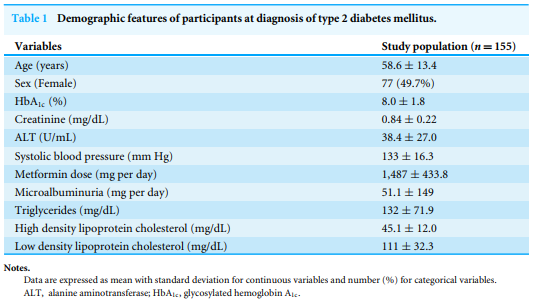 Table 1 Demographic features of participants at diagnosis of type 2 diabetes mellitus.
Variables Study population (n = 155)
Age (years) 58.6 ± 13.4
Sex (Female) 77 (49.7%)
HbA1c (%) 8.0 ± 1.8
Creatinine (mg/dL) 0.84 ± 0.22
ALT (U/mL) 38.4 ± 27.0
Systolic blood pressure (mm Hg) 133 ± 16.3
Metformin dose (mg per day) 1,487 ± 433.8
Microalbuminuria (mg per day) 51.1 ± 149
Triglycerides (mg/dL) 132 ± 71.9
High density lipoprotein cholesterol (mg/dL) 45.1 ± 12.0
Low density lipoprotein cholesterol (mg/dL) 111 ± 32.3
Notes.
Data are expressed as mean with standard deviation for continuous variables and number (%) for categorical variables.
ALT, alanine aminotransferase; HbA1c, glycosylated hemoglobin A1c.